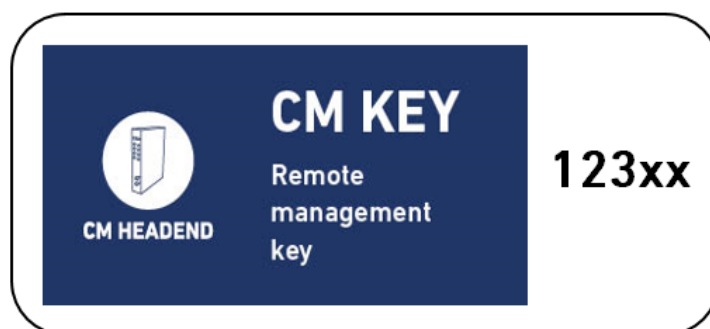 CM KEY
Remote
management
key
CM HEADEND
123xx